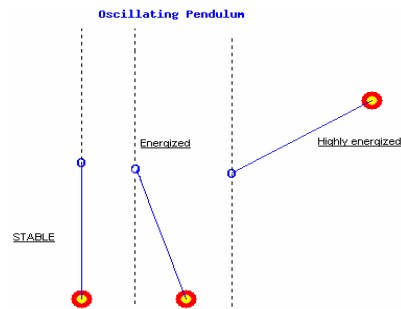 Oscillating Pendulum
Energized
Highly energized
STABLE